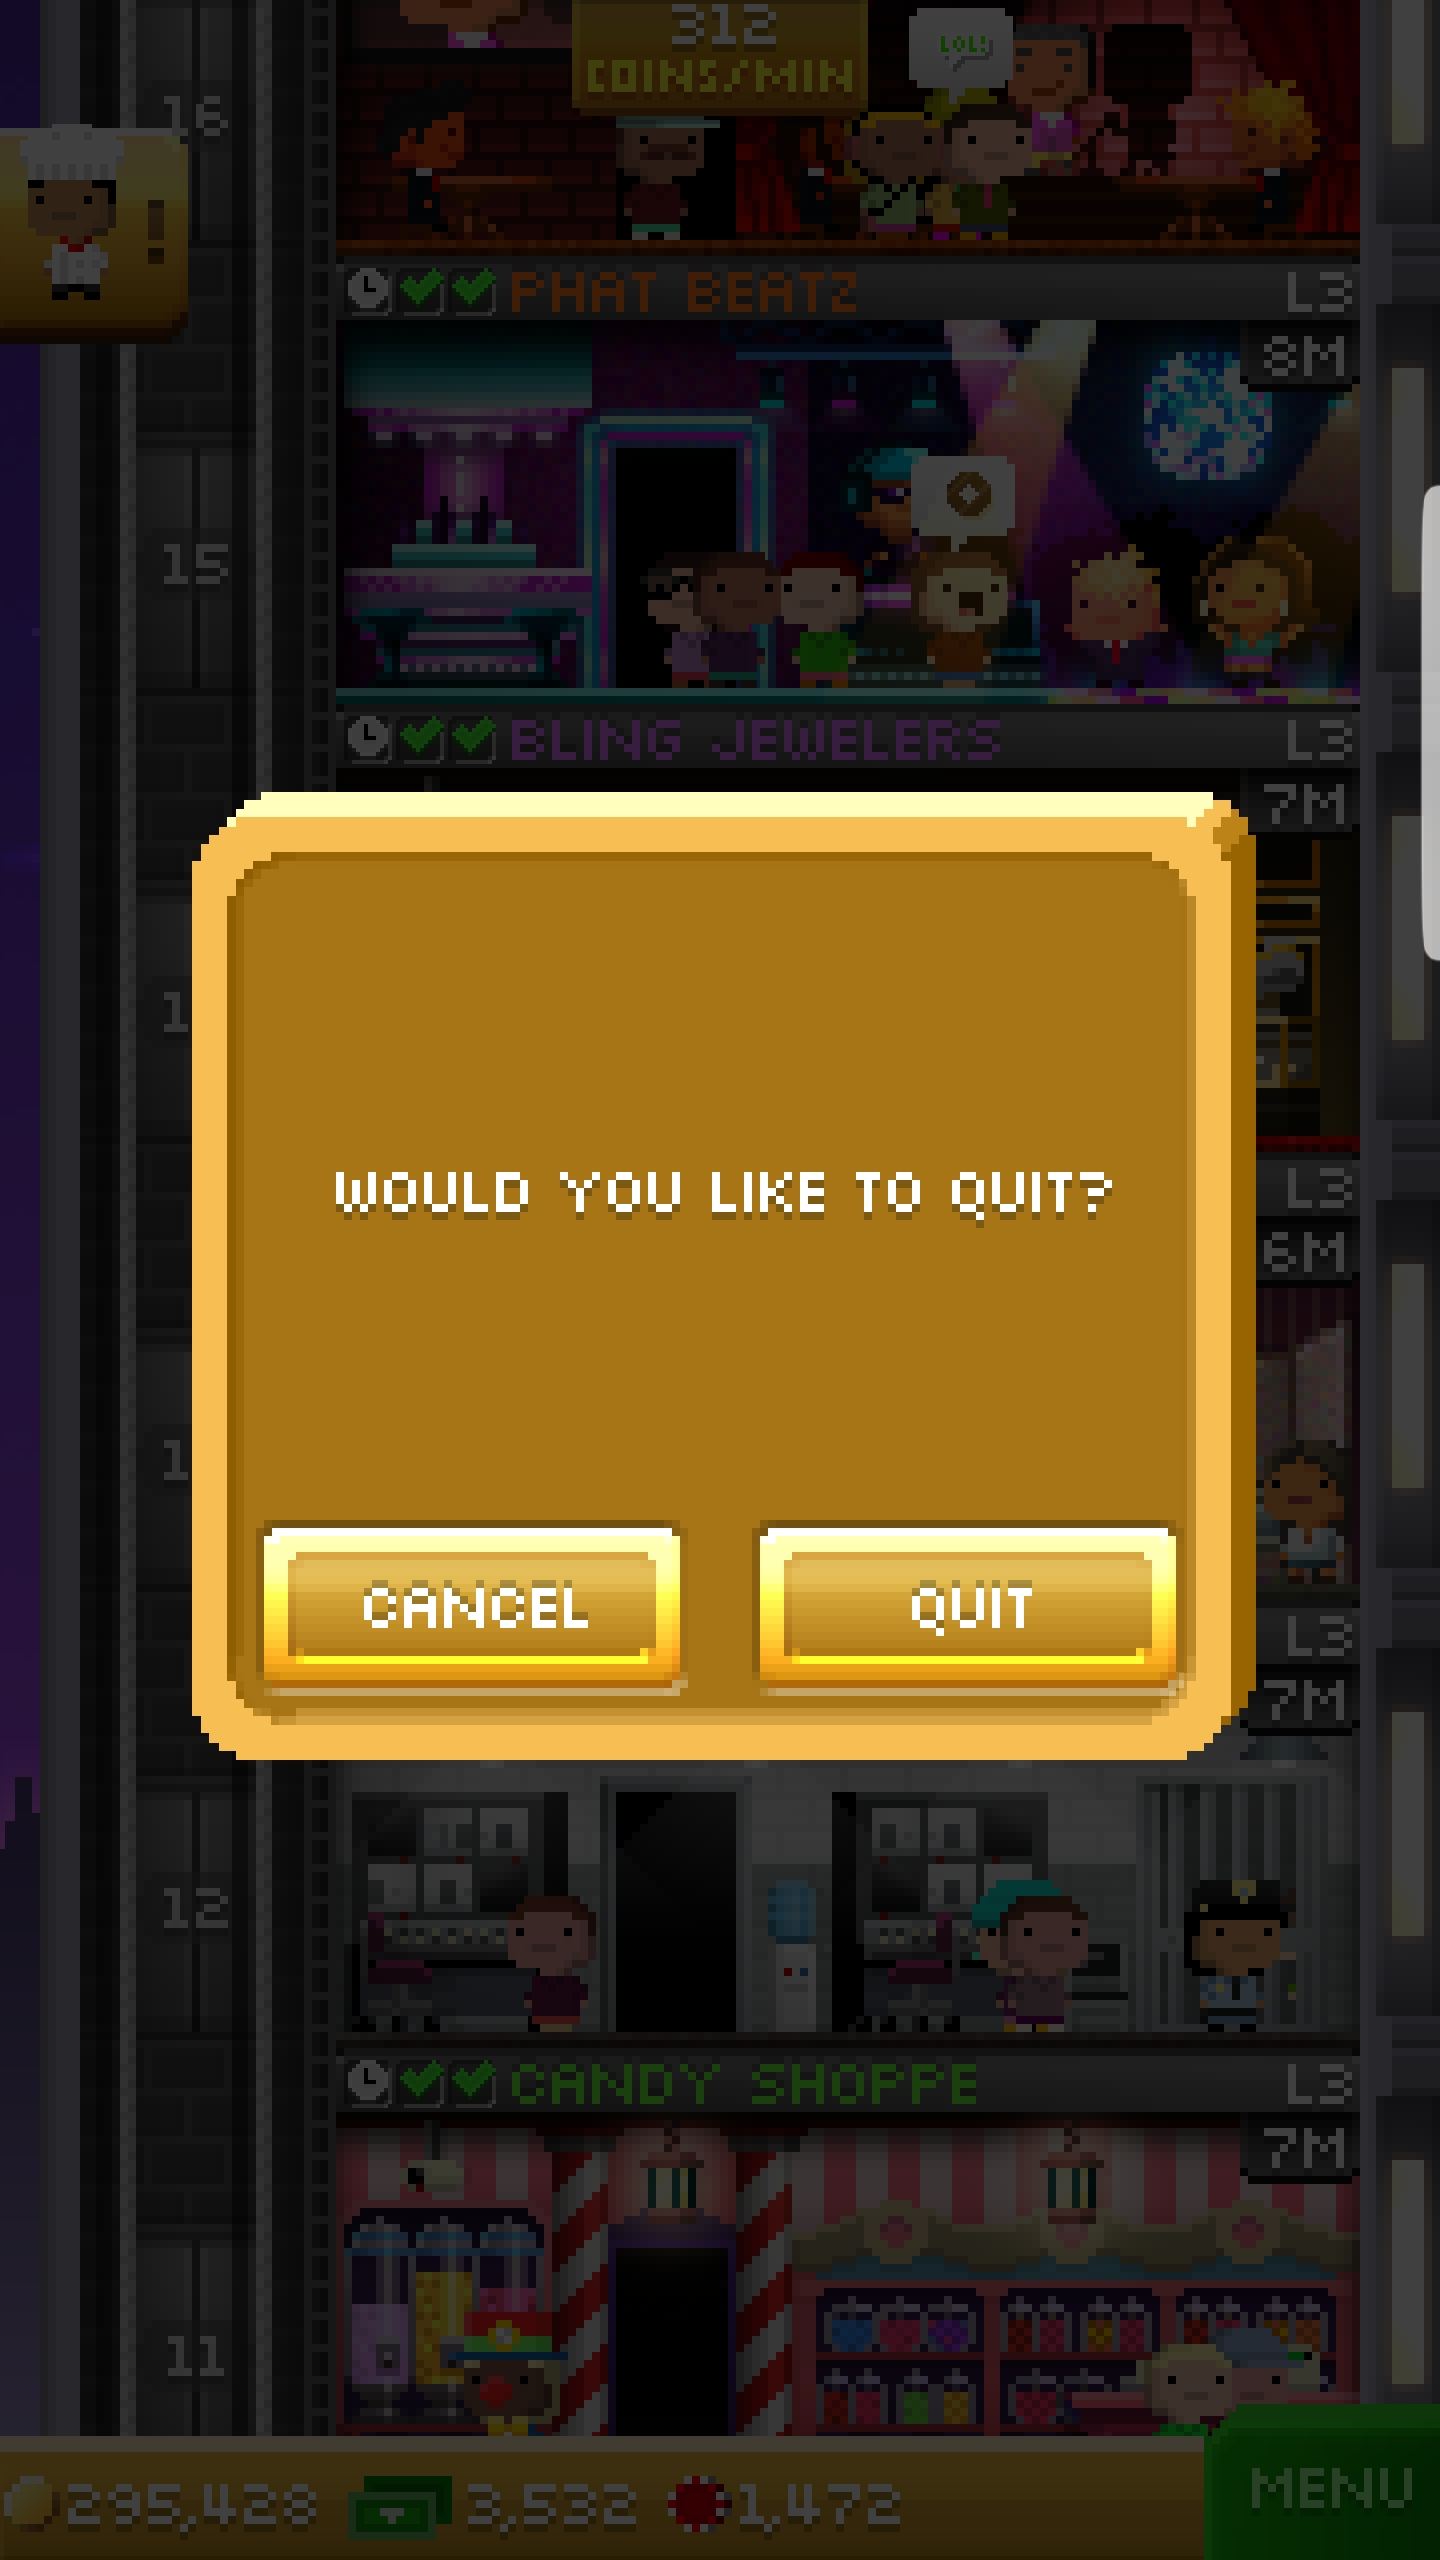 312
COINS/MIN
LOL!
16
PHAT BEATZ
L3
8M
15
BLING JEWELERS
L3
7M
1
L3
6M
WOULD YOU LIKE TO QUIT?
1
CANCEL
QUIT
L3
7M
12
CANDY SHOPPE
L3
7M
11
295,428
3,532
1,472
MENU